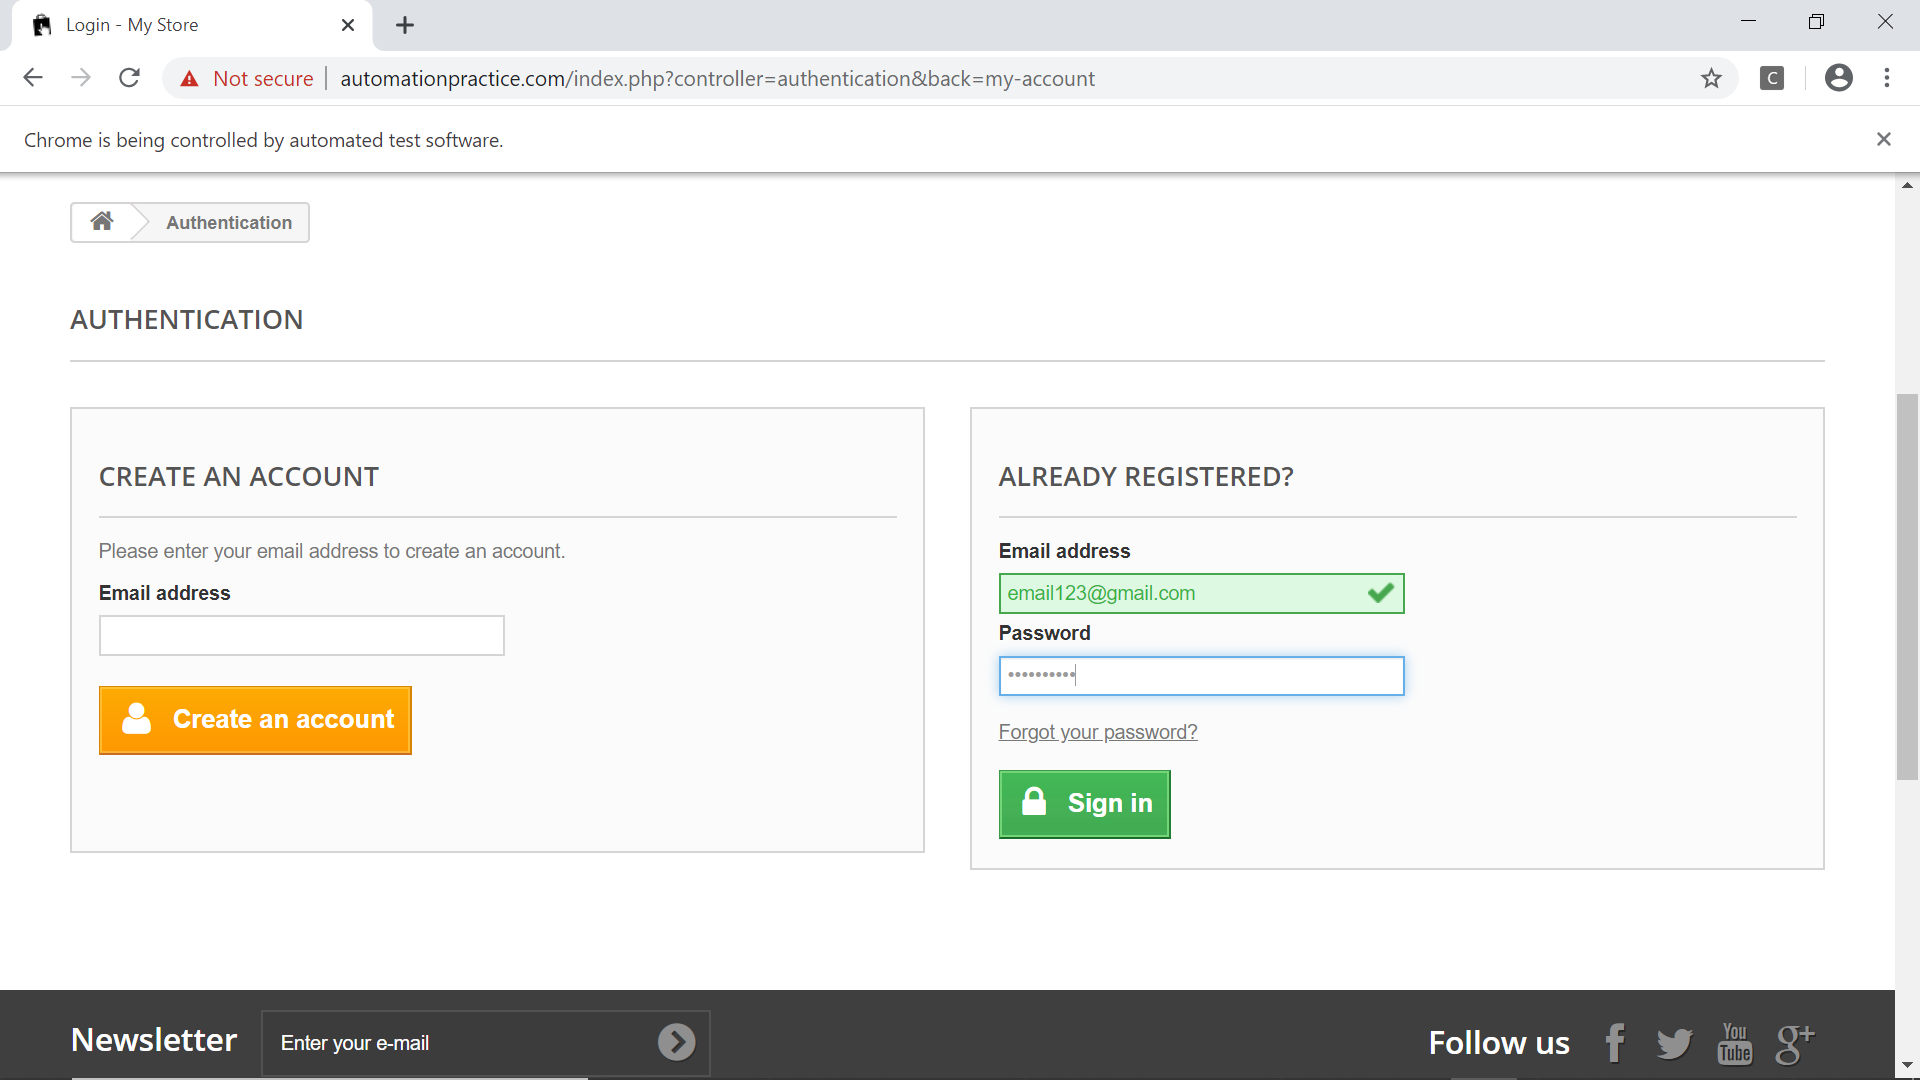 Login - My Store
Not secure
automationpractice.com/index.php?controller=authentication&back=my-account
C
Chrome is being controlled by automated test software.
Authentication
AUTHENTICATION
CREATE AN ACCOUNT
Please enter your email address to create an account.
Email address
Create an account
ALREADY REGISTERED?
Email address
email123@gmail.com
Password
••••••••••
Forgot your password?
Sign in
Newsletter
Enter your e-mail
Follow us
f
You
Tube
g+